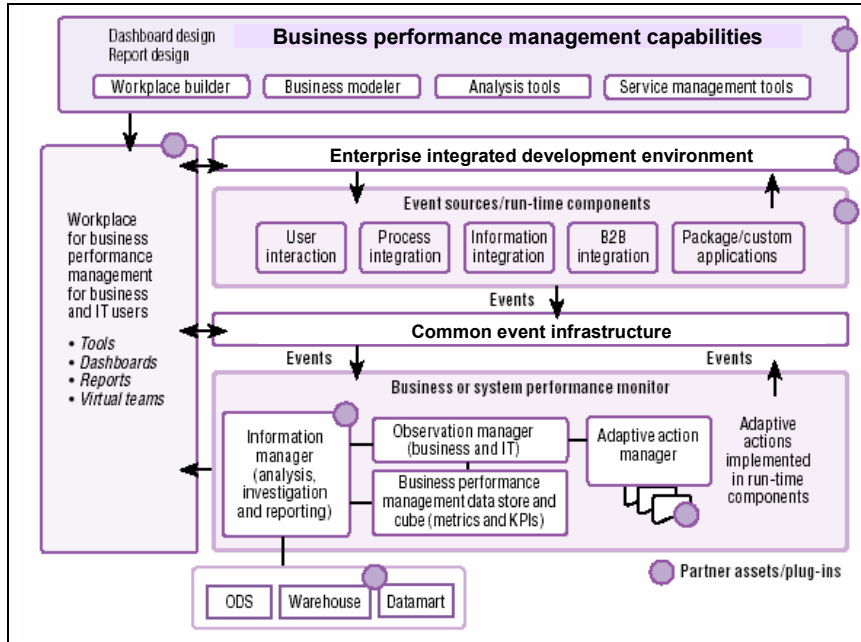 Dashboard design
Report design
Business performance management capabilities
Workplace builder
Business modeler
Analysis tools
Service management tools
Enterprise integrated development environment
Event sources/run-time components
User
interaction
Process
integration
Information
integration
B2B
integration
Package/custom
applications
Workplace
for business
performance
management
for business
and IT users
• Tools
• Dashboards
• Reports
• Virtual teams
Events
Common event infrastructure
Events
Events
Business or system performance monitor
Information
manager
(analysis,
investigation
and reporting)
Observation manager
(business and IT)
Business performance
management data store and
cube (metrics and KPIs)
Adaptive action
manager
Adaptive
actions
implemented
in run-time
components
Partner assets/plug-ins
ODS
Warehouse
Datamart